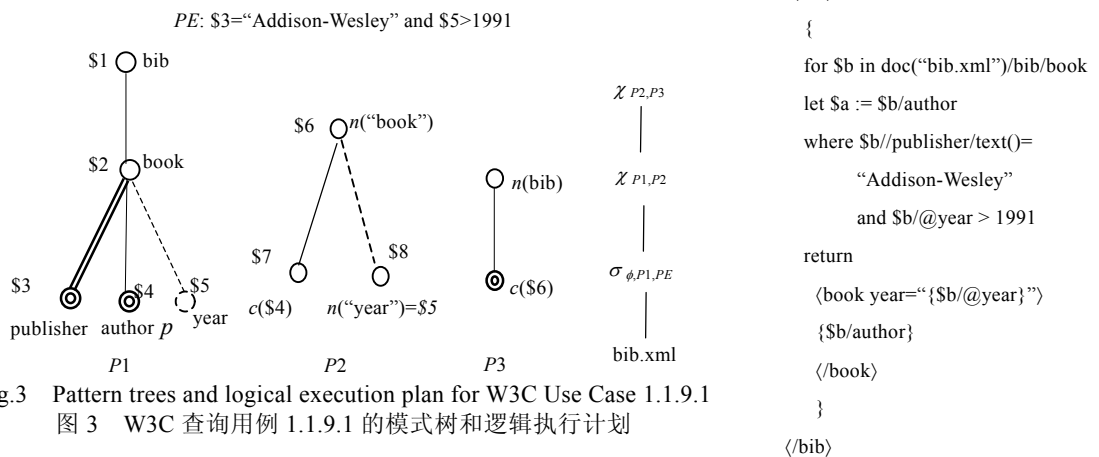 PE: $3=“Addison-Wesley” and $5>1991
$1 bib
$2 book
$3
$4
$5
publisher author p year
P1
$6 n(“book”)
$7
$8
c($4) n(“year”)=$5
P2
n(bib)
c($6)
P3
χ P2,P3
χ P1,P2
σ ϕ,P1,PE
bib.xml
g.3 Pattern trees and logical execution plan for W3C Use Case 1.1.9.1
图 3 W3C 查询用例 1.1.9.1 的模式树和逻辑执行计划
{
for $b in doc(“bib.xml”)/bib/book
let $a := $b/author
where $b//publisher/text()=
“Addison-Wesley”
and $b/@year > 1991
return
〈book year=“{$b/@year}”〉
{$b/author}
〈/book〉
}
〈/bib〉